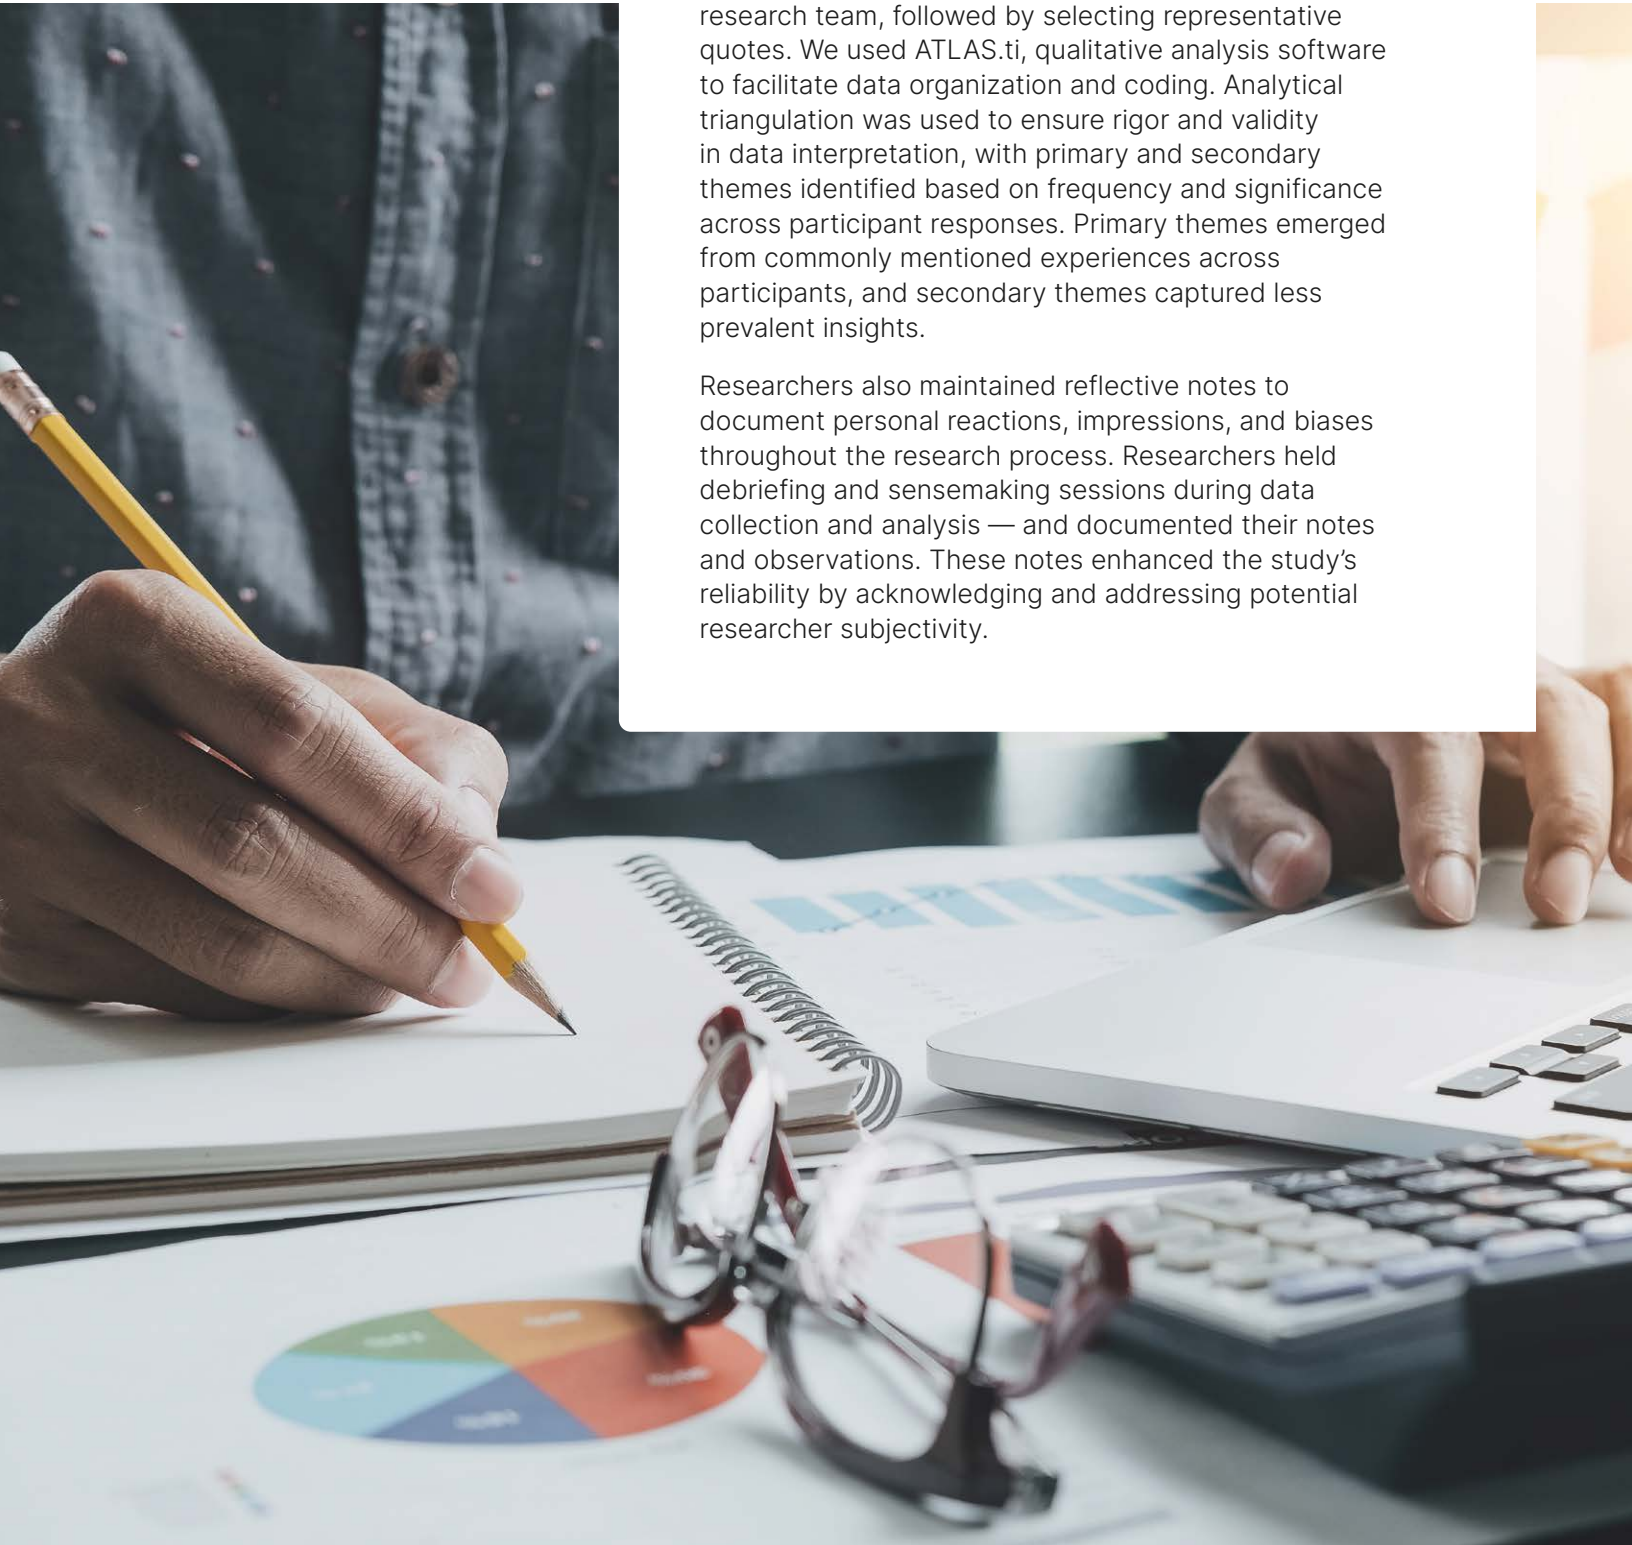 research team, followed by selecting representative
quotes. We used ATLAS.ti, qualitative analysis software
to facilitate data organization and coding. Analytical
triangulation was used to ensure rigor and validity
in data interpretation, with primary and secondary
themes identified based on frequency and significance
across participant responses. Primary themes emerged
from commonly mentioned experiences across
participants, and secondary themes captured less
prevalent insights.
Researchers also maintained reflective notes to
document personal reactions, impressions, and biases
throughout the research process. Researchers held
debriefing and sensemaking sessions during data
collection and analysis — and documented their notes
and observations. These notes enhanced the study’s
reliability by acknowledging and addressing potential
researcher subjectivity.